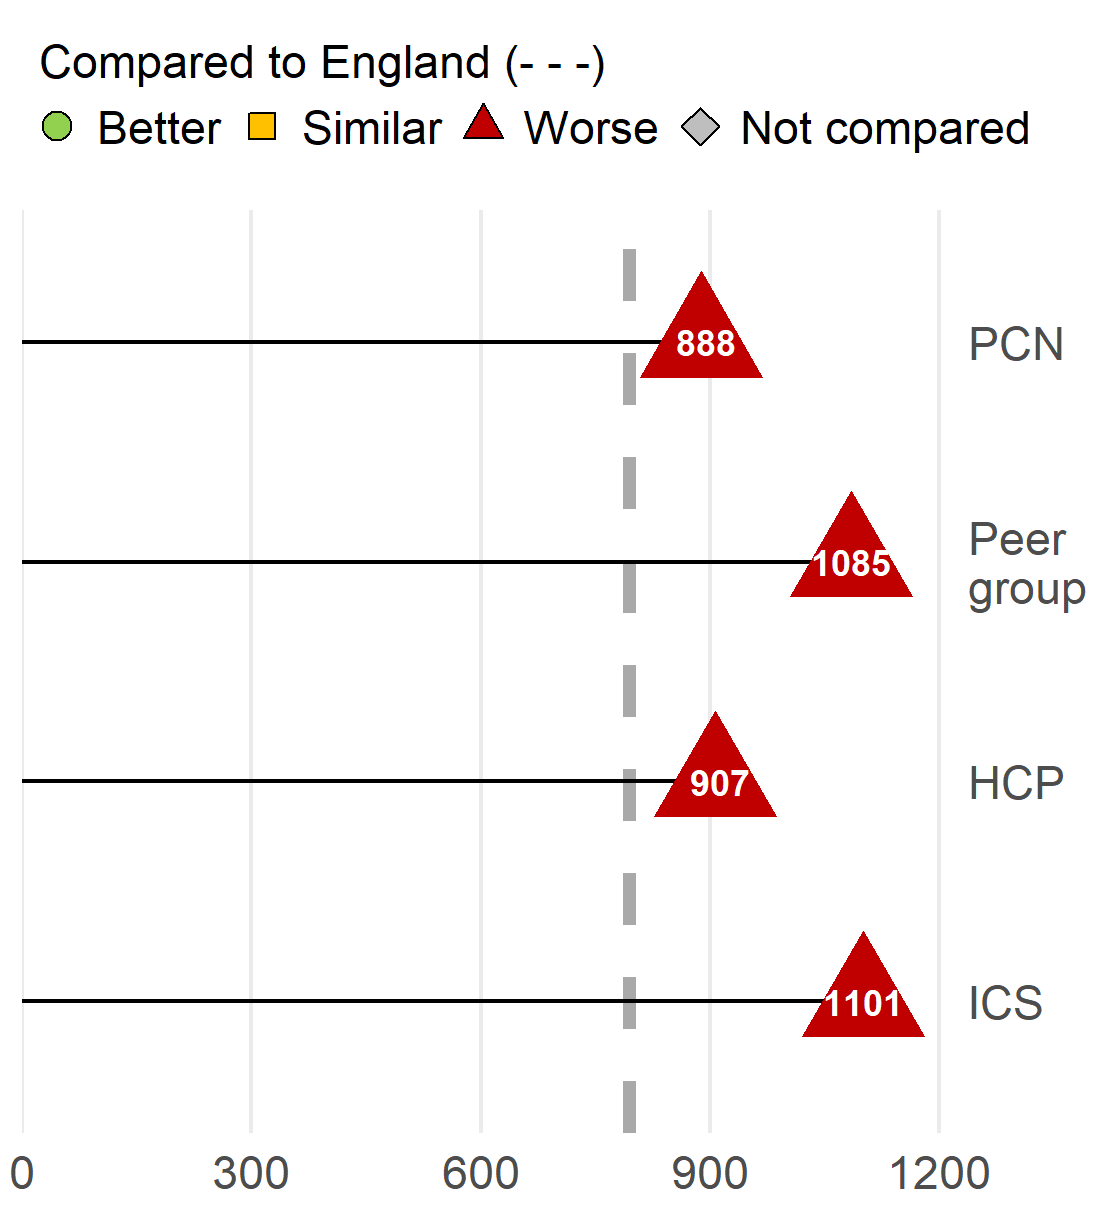 Compared to England (- - -)
Better Similar Worse Not compared
888 PCN
1085 Peer
group
907 HCP
1101 ICS
0 300 600 900 1200